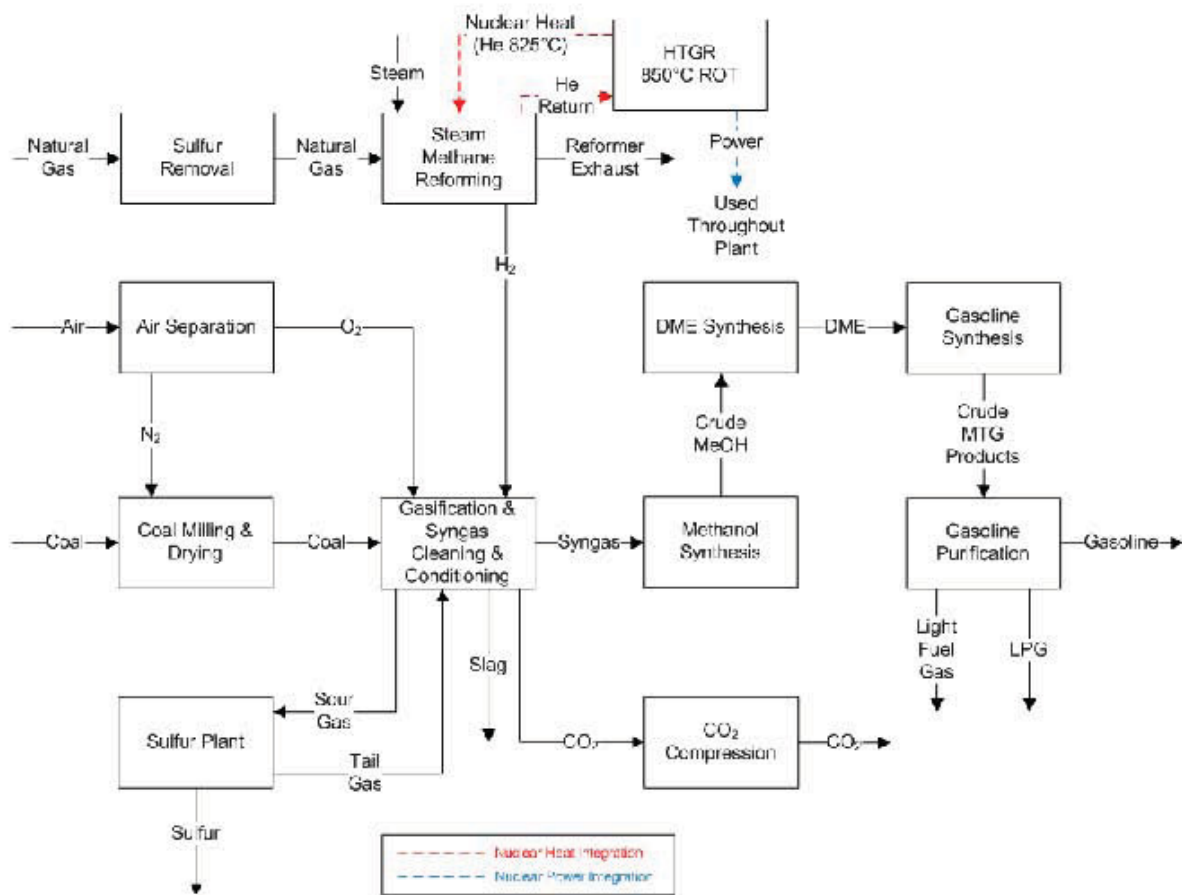 Nuclear Heat
(He 825°C)
HTGR
850°C ROT
Steam
He
Return
Natural
Gas
Sulfur
Removal
Natural
Gas
Steam
Methane
Reforming
Reformer
Exhaust
Power
Used
Throughout
Plant
H₂
Air
Air Separation
O₂
DME Synthesis
DME
Gasoline
Synthesis
N₂
Crude
MeOH
Crude
MTG
Products
Coal
Coal Milling &
Drying
Coal
Gasification &
Syngas
Cleaning &
Conditioning
Syngas
Methanol
Synthesis
Gasoline
Purification
Gasoline
Light
Fuel
Gas
LPG
Slag
Sour
Gas
Sulfur Plant
Tail
Gas
CO₂
CO₂
Compression
CO₂
Sulfur
Nuclear Heat Integration
Nuclear Power Integration